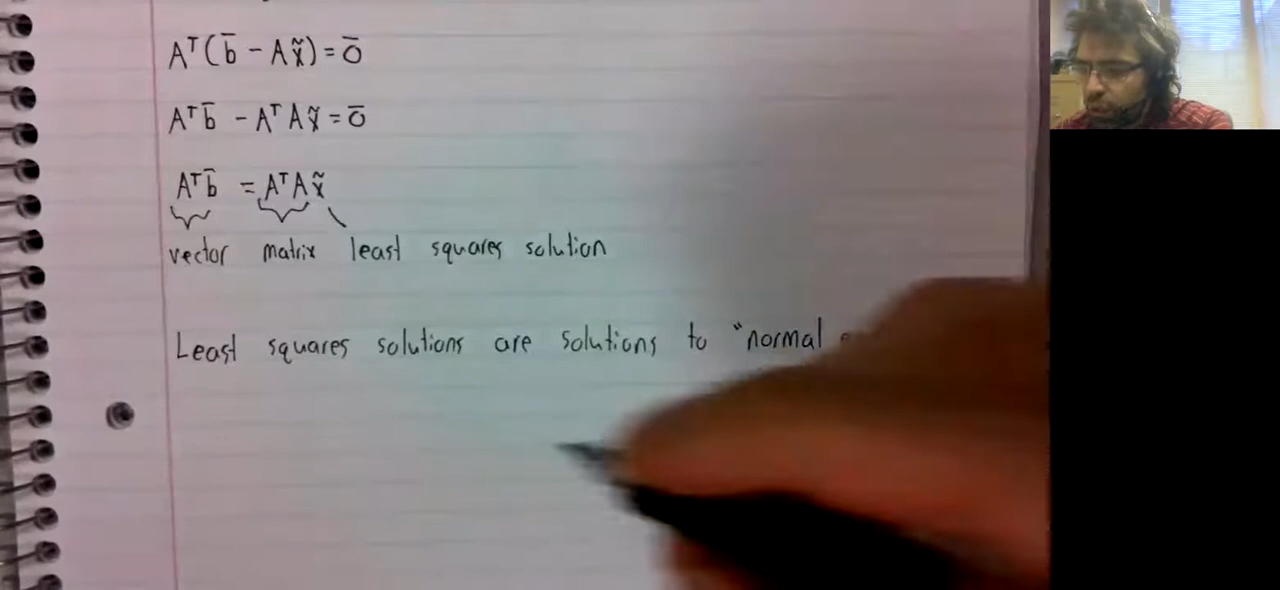 Aᵀ(b̄ - Ax̃) = 0̄
Aᵀb̄ - AᵀAx̃ = 0̄
Aᵀb̄ = AᵀAx̃
vector matrix least squares solution
Least squares solutions are solutions to "normal